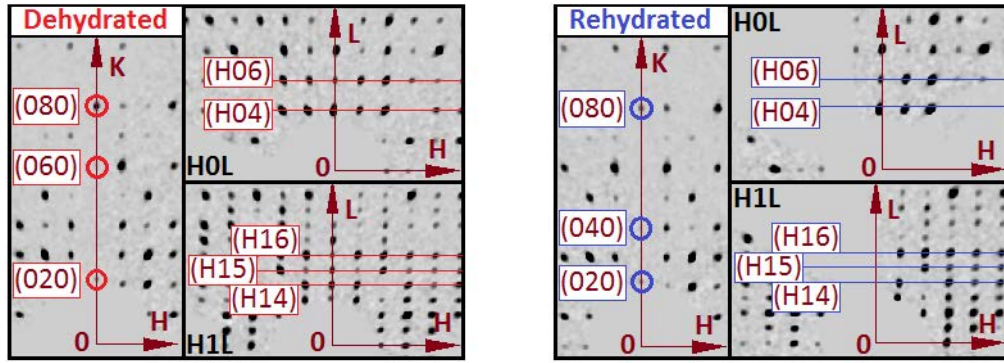 Dehydrated
K
(080)
(060)
(020)
0
H
L
(H06)
(H04)
0
H
H0L
L
(H16)
(H15)
(H14)
0
H
H1L
Rehydrated
K
(080)
(040)
(020)
0
H
H0L
L
(H06)
(H04)
0
H
H1L
L
(H16)
(H15)
(H14)
0
H